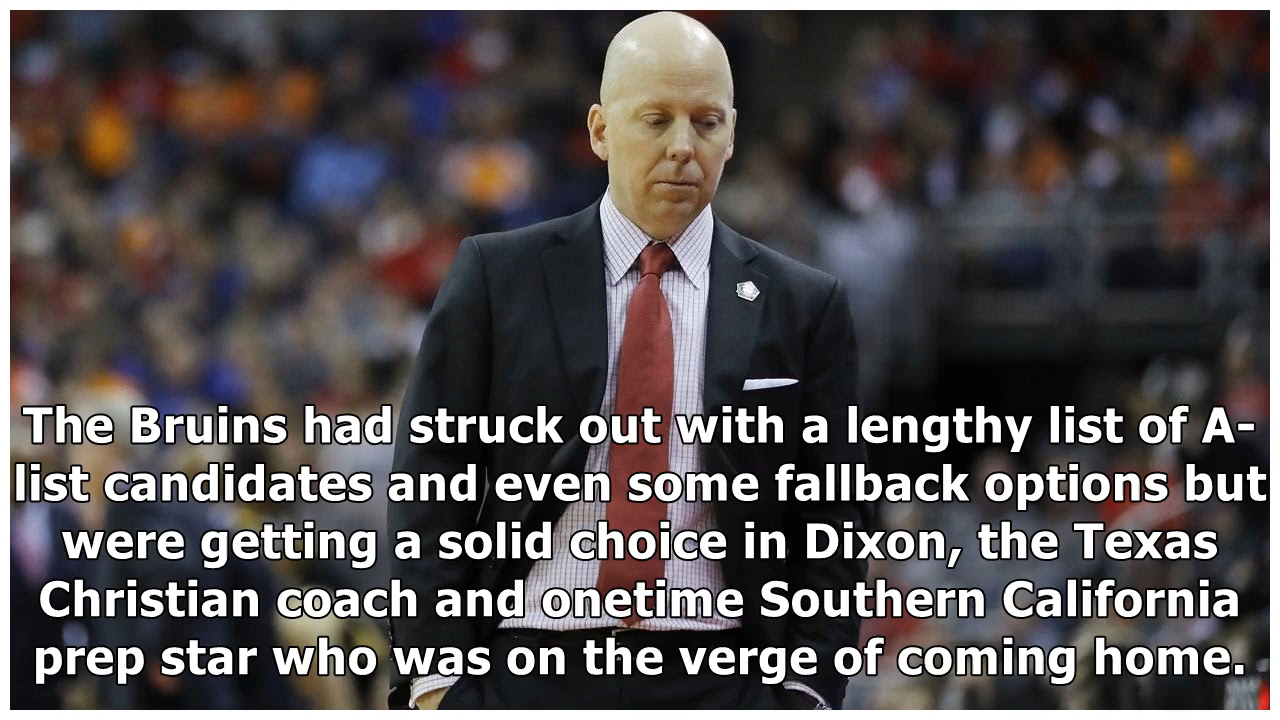 The Bruins had struck out with a lengthy list of A-
list candidates and even some fallback options but
were getting a solid choice in Dixon, the Texas
Christian coach and onetime Southern California
prep star who was on the verge of coming home.